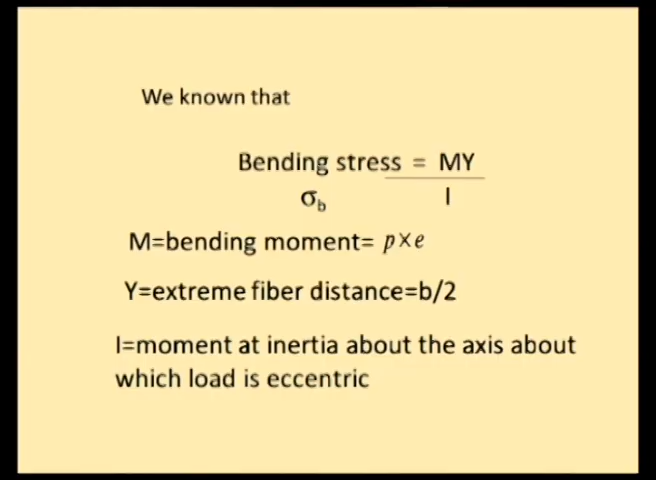 We known that
Bending stress = MY
σb I
M=bending moment= p×e
Y=extreme fiber distance=b/2
I=moment at inertia about the axis about
which load is eccentric